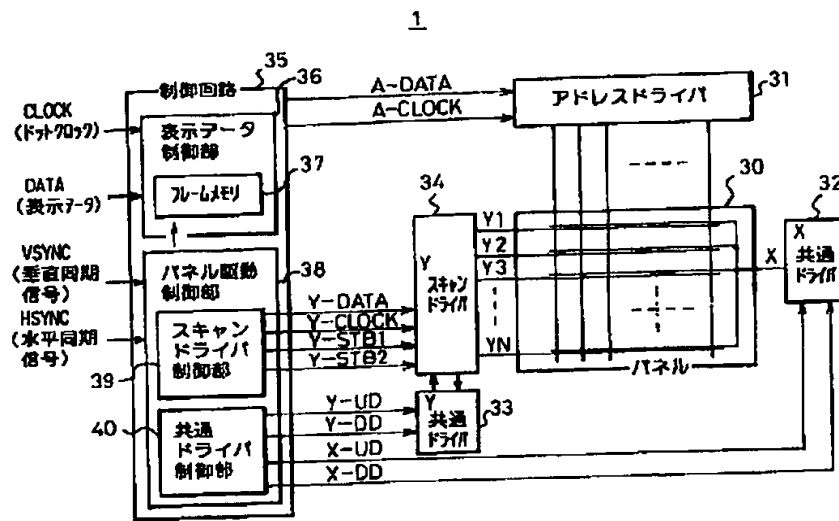 1
35
36
制御回路
A-DATA
A-CLOCK
アドレスドライバ
31
CLOCK
(ドットクロック)
表示データ
制御部
37
フレームメモリ
DATA
(表示データ)
34
30
32
Y1
Y2
Y3
YN
Y
スキャン
ドライバ
X
X
共通
ドライバ
パネル
VSYNC
(垂直同期
信号)
HSYNC
(水平同期
信号)
パネル駆動
制御部
38
スキャン
ドライバ
制御部
39
Y-DATA
Y-CLOCK
Y-STB1
Y-STB2
Y
共通
ドライバ
33
40
共通
ドライバ
制御部
Y-UD
Y-DD
X-UD
X-DD